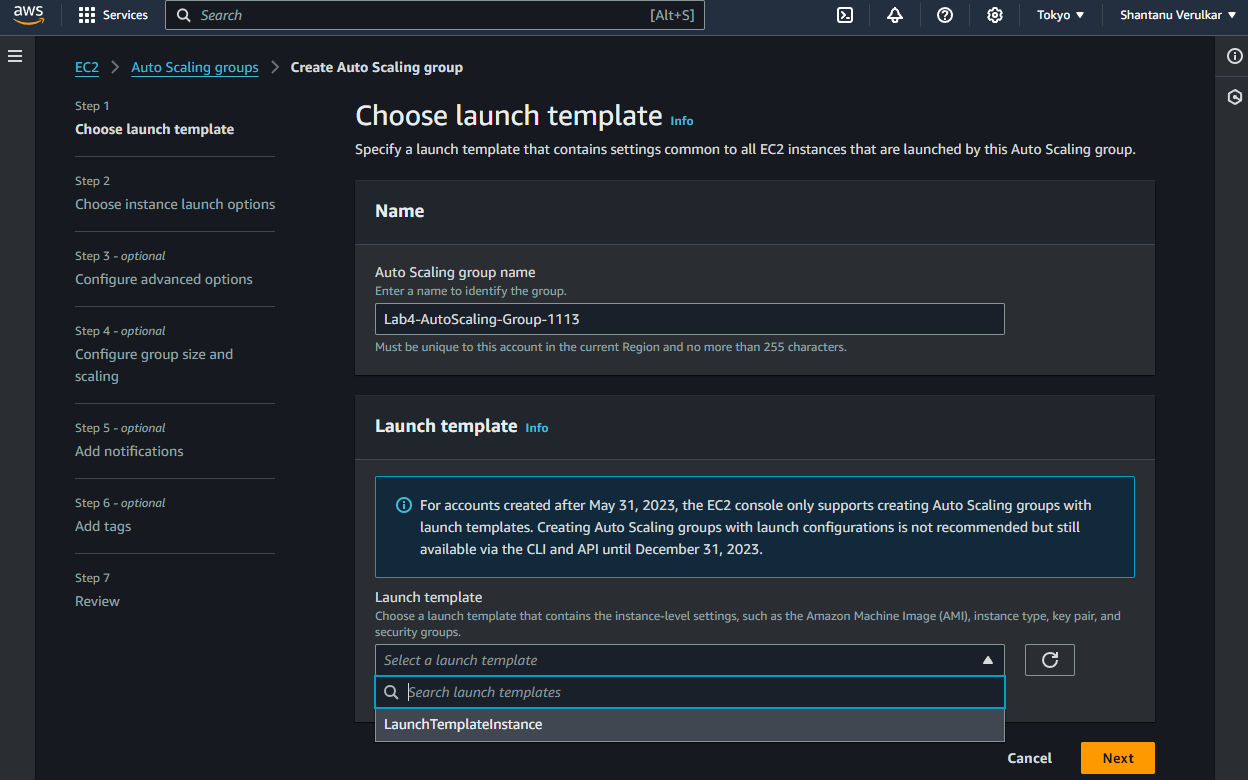 aws
Services
Search
[Alt+S]
Tokyo
Shantanu Verulkar
EC2
Auto Scaling groups
Create Auto Scaling group
Step 1
Choose launch template
Step 2
Choose instance launch options
Step 3 - optional
Configure advanced options
Step 4 - optional
Configure group size and
scaling
Step 5 - optional
Add notifications
Step 6 - optional
Add tags
Step 7
Review
Choose launch template Info
Specify a launch template that contains settings common to all EC2 instances that are launched by this Auto Scaling group.
Name
Auto Scaling group name
Enter a name to identify the group.
Lab4-AutoScaling-Group-1113
Must be unique to this account in the current Region and no more than 255 characters.
Launch template Info
For accounts created after May 31, 2023, the EC2 console only supports creating Auto Scaling groups with
launch templates. Creating Auto Scaling groups with launch configurations is not recommended but still
available via the CLI and API until December 31, 2023.
Launch template
Choose a launch template that contains the instance-level settings, such as the Amazon Machine Image (AMI), instance type, key pair, and
security groups.
Select a launch template
Search launch templates
LaunchTemplateInstance
Cancel
Next